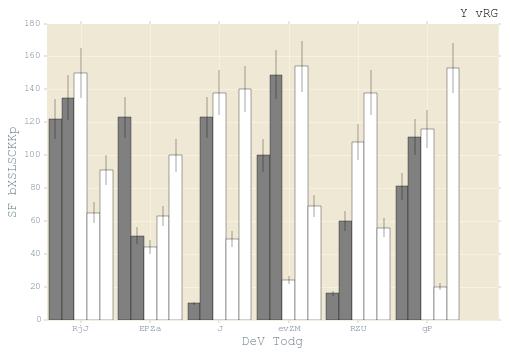 Y vRG
180
160
140
120
100
80
60
40
20
0
SF bXSLSCKKp
RjJ EPZa J evZM RZU gP
DeV Todg